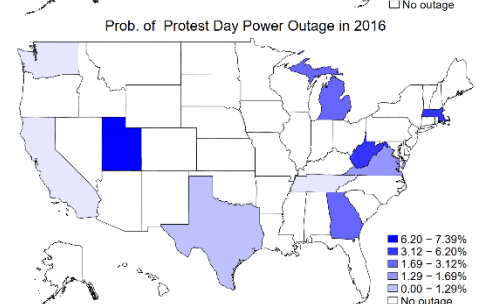 No outage
Prob. of Protest Day Power Outage in 2016
6.20 − 7.39%
3.12 − 6.20%
1.69 − 3.12%
1.29 − 1.69%
0.00 − 1.29%
No outage